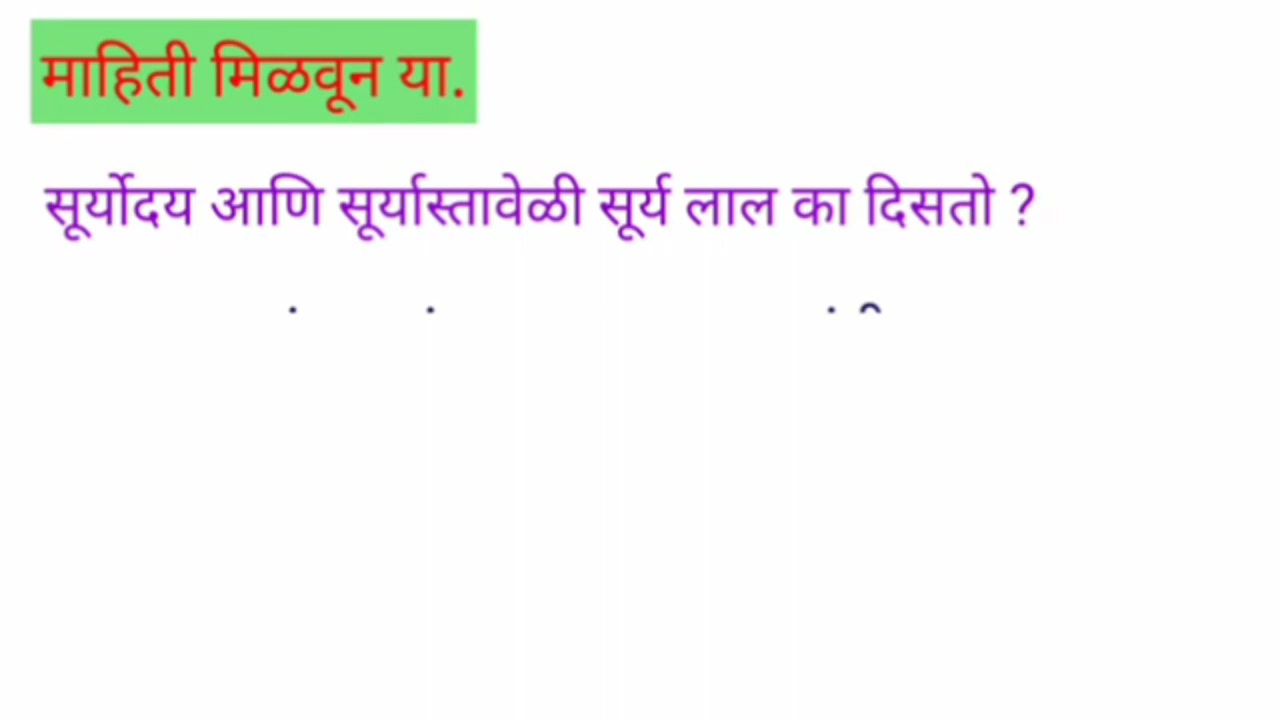 माहिती मिळवून या.
सूर्योदय आणि सूर्यास्तावेळी सूर्य लाल का दिसतो ?